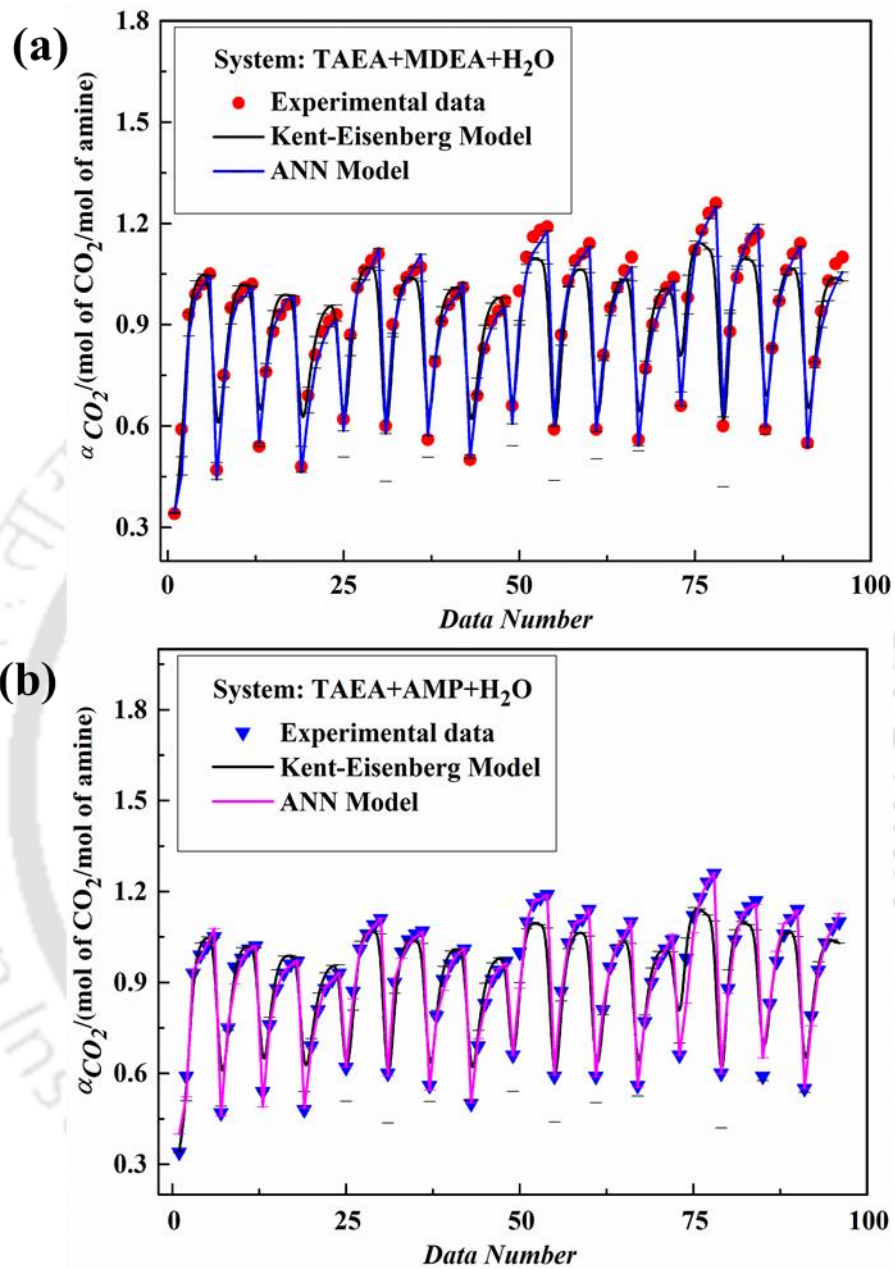 (a)
System: TAEA+MDEA+H₂O
Experimental data
Kent-Eisenberg Model
ANN Model
α CO₂/(mol of CO₂/mol of amine)
1.8
1.5
1.2
0.9
0.6
0.3
0 25 50 75 100
Data Number
(b)
System: TAEA+AMP+H₂O
Experimental data
Kent-Eisenberg Model
ANN Model
αCO₂/(mol of CO₂/mol of amine)
1.8
1.5
1.2
0.9
0.6
0.3
0 25 50 75 100
Data Number